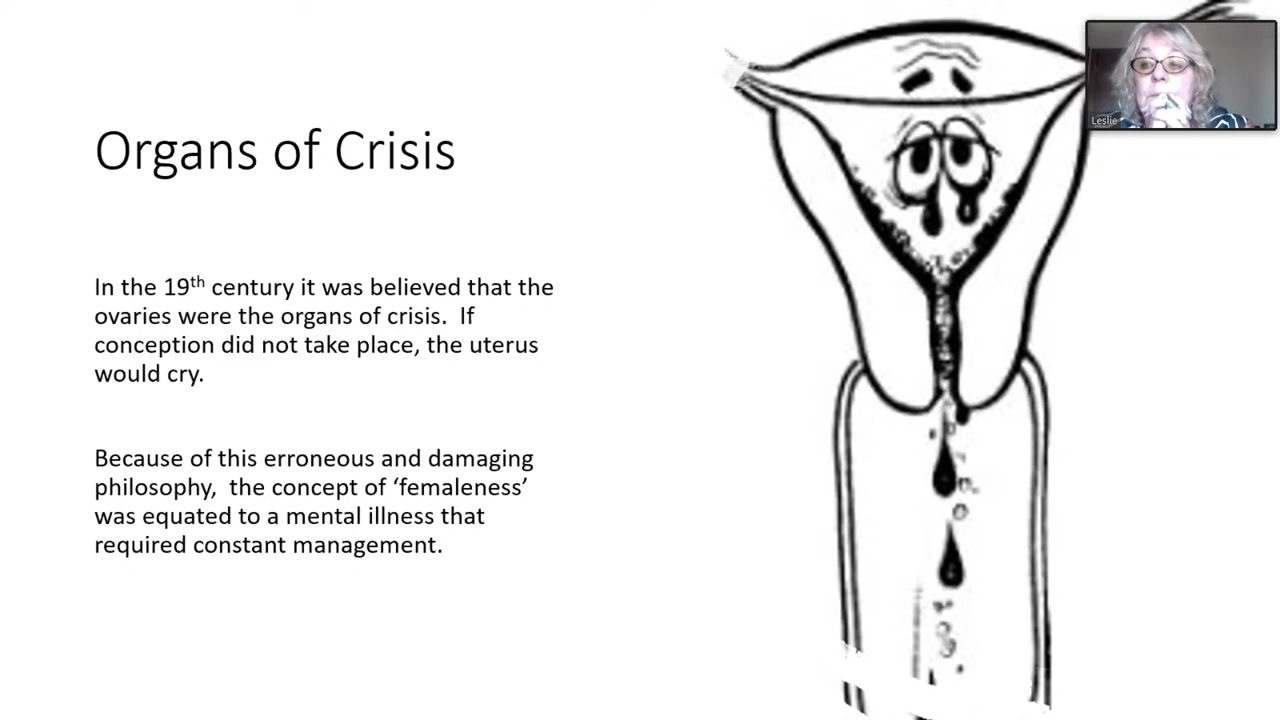 Organs of Crisis
In the 19th century it was believed that the
ovaries were the organs of crisis.  If
conception did not take place, the uterus
would cry.
Because of this erroneous and damaging
philosophy,  the concept of ‘femaleness’
was equated to a mental illness that
required constant management.
Leslie